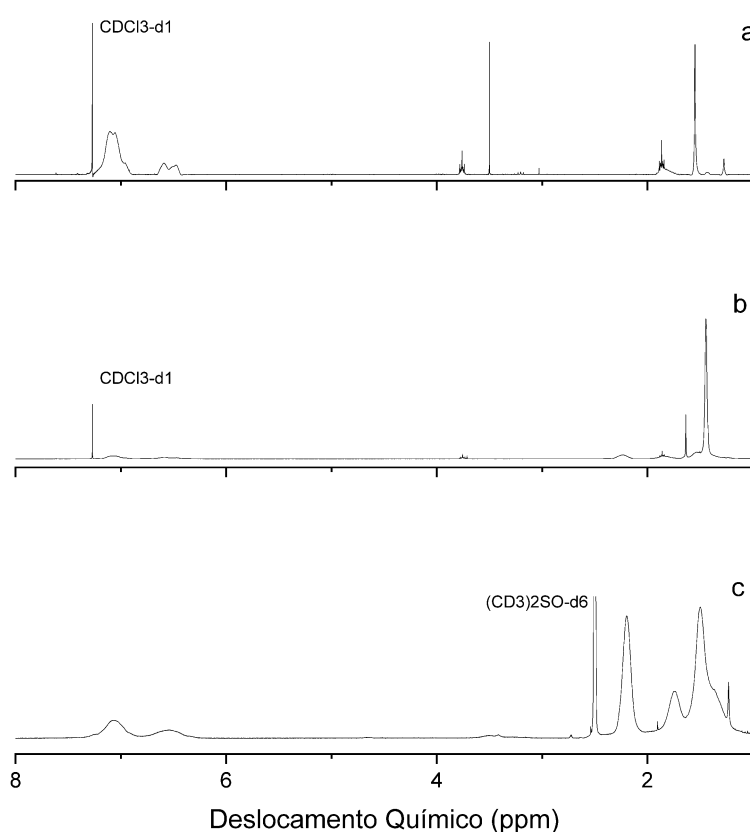 CDCl3-d1
a
b
CDCl3-d1
c
(CD3)2SO-d6
8 6 4 2
Deslocamento Químico (ppm)